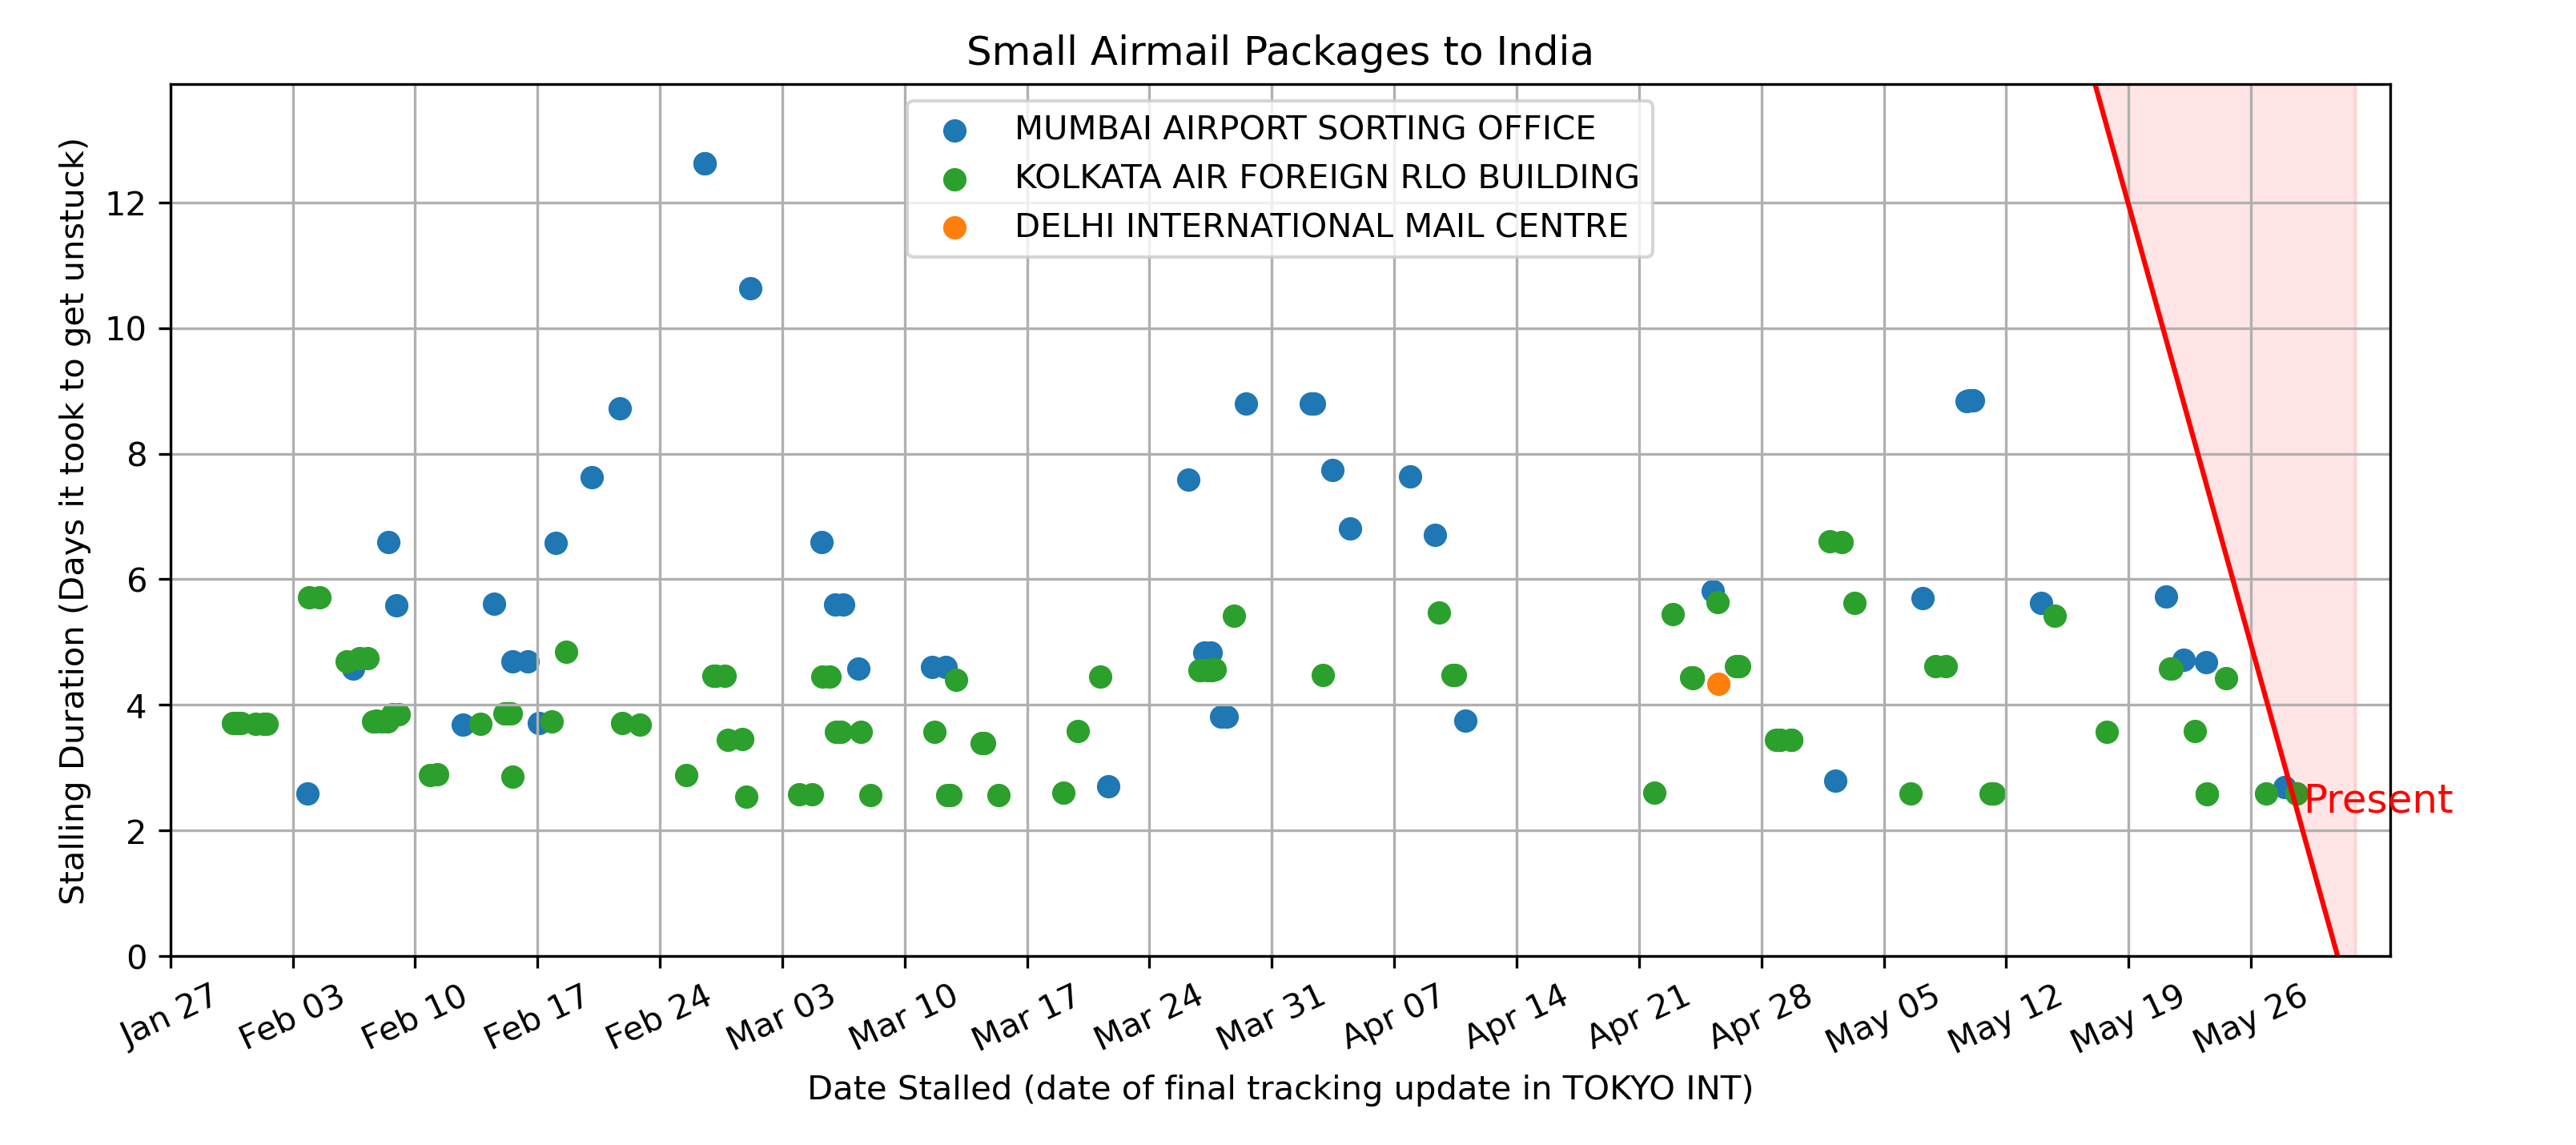 Small Airmail Packages to India
MUMBAI AIRPORT SORTING OFFICE
KOLKATA AIR FOREIGN RLO BUILDING
DELHI INTERNATIONAL MAIL CENTRE
Stalling Duration (Days it took to get unstuck)
12
10
8
6
4
2
0
Present
Jan 27
Feb 03
Feb 10
Feb 17
Feb 24
Mar 03
Mar 10
Mar 17
Mar 24
Mar 31
Apr 07
Apr 14
Apr 21
Apr 28
May 05
May 12
May 19
May 26
Date Stalled (date of final tracking update in TOKYO INT)